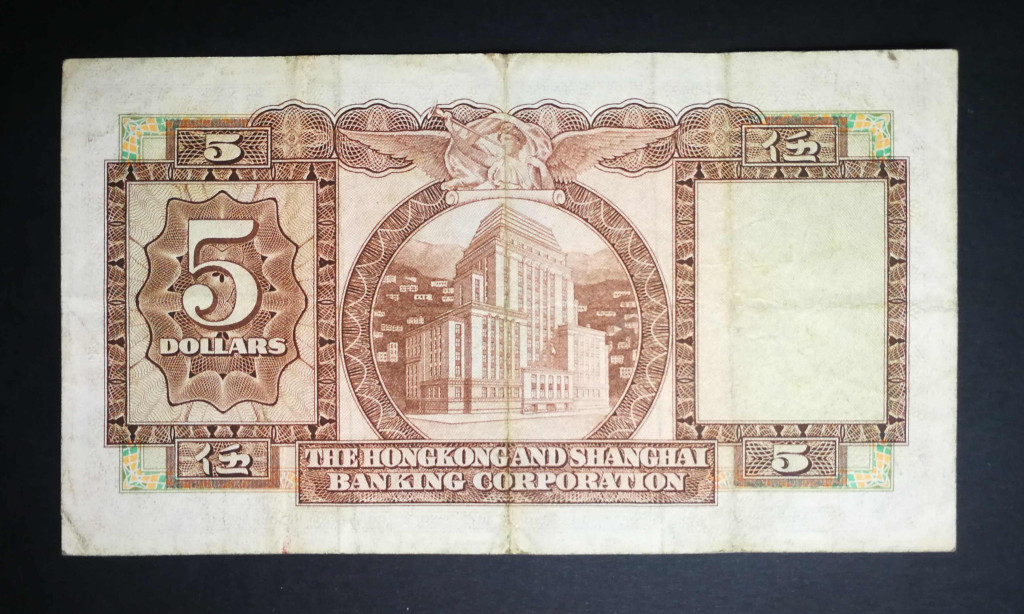 5
伍
5
DOLLARS
伍
5
THE HONGKONG AND SHANGHAI
BANKING CORPORATION